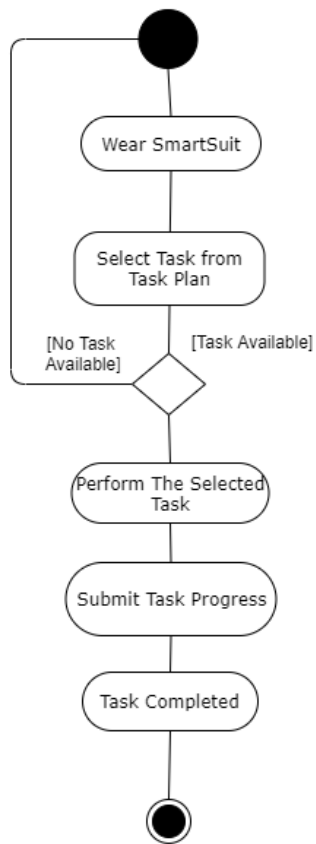 Wear SmartSuit
Select Task from
Task Plan
[No Task
Available]
[Task Available]
Perform The Selected
Task
Submit Task Progress
Task Completed